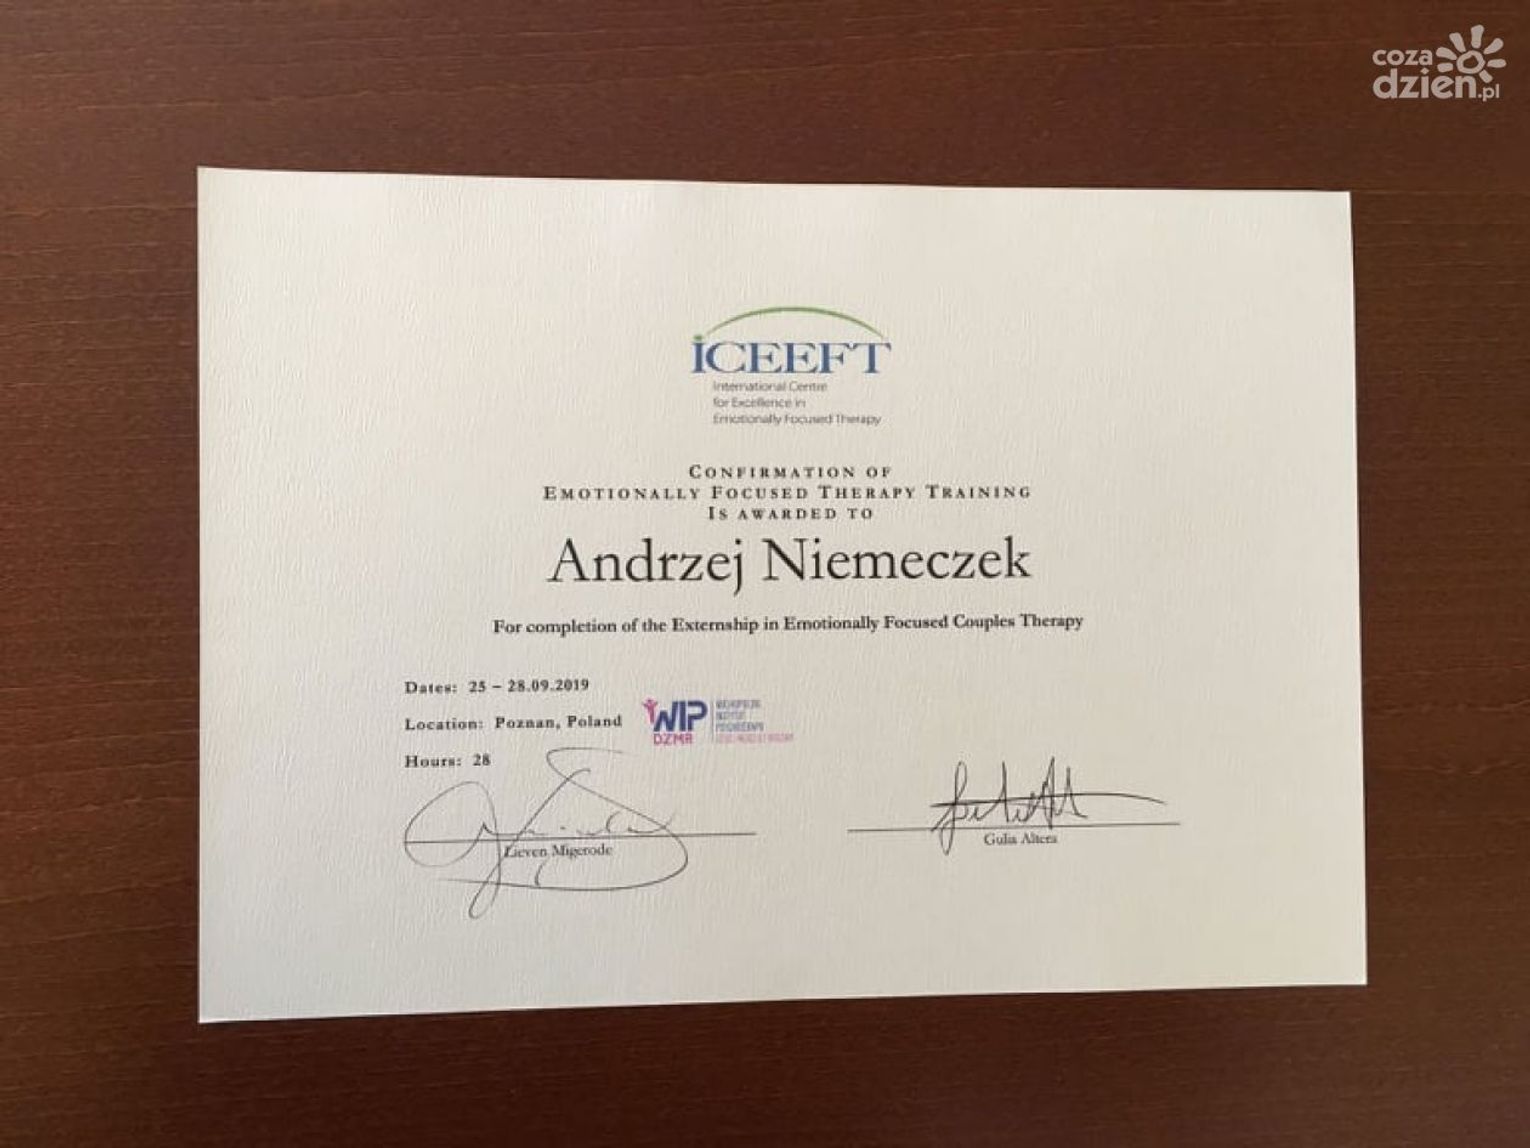 coza
dzien.pl
iCEEFT
International Centre
for Excellence in
Emotionally Focused Therapy
CONFIRMATION OF
EMOTIONALLY FOCUSED THERAPY TRAINING
IS AWARDED TO
Andrzej Niemeczek
For completion of the Externship in Emotionally Focused Couples Therapy
Dates: 25 – 28.09.2019
Location: Poznan, Poland
WIP
DZMR
Hours: 28
Lieven Migerode
Gulia Altera